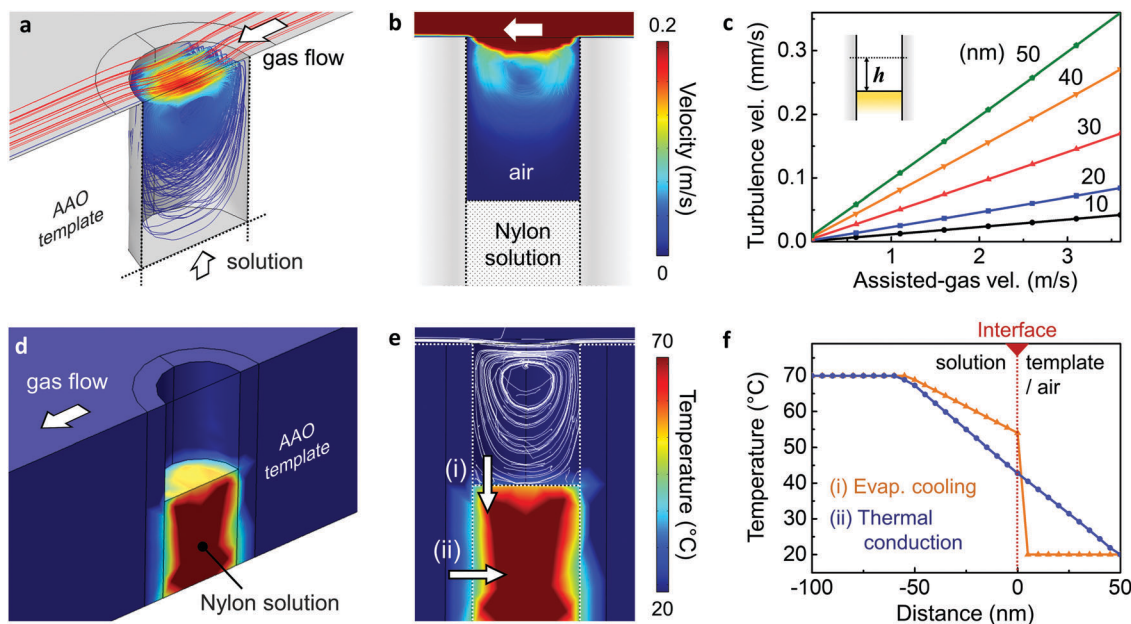 a
gas flow
AAO
template
solution
b
air
Nylon
solution
0.2
Velocity (m/s)
0
c
Turbulence vel. (mm/s)
0.3
0.2
0.1
0.0
(nm)
50
40
30
20
10
h
1
2
3
Assisted-gas vel. (m/s)
d
gas flow
AAO
template
Nylon solution
e
(i)
(ii)
70
Temperature (°C)
20
f
Interface
solution
template
/ air
Temperature (°C)
70
60
50
40
30
20
(i) Evap. cooling
(ii) Thermal
conduction
-100
-50
0
50
Distance (nm)